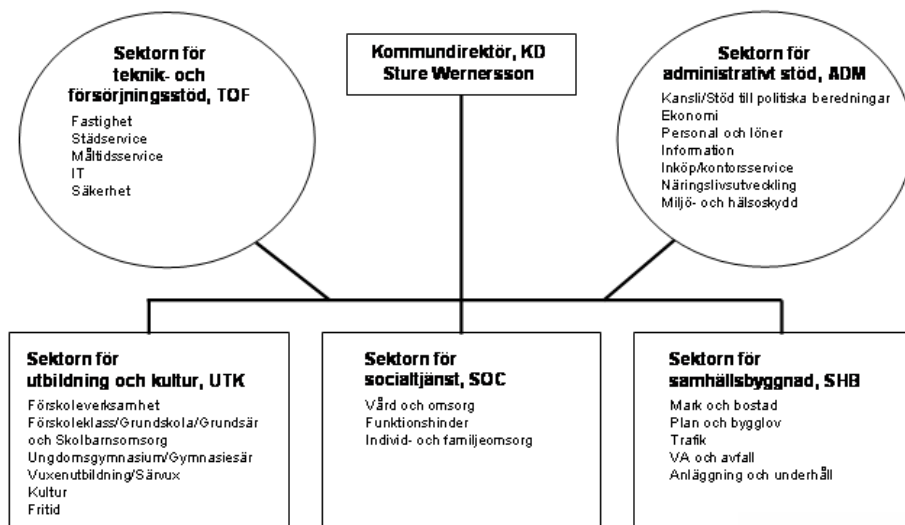 Sektorn för
teknik- och
försörjningsstöd, TOF
Fastighet
Städservice
Måltidsservice
IT
Säkerhet
Kommundirektör, KD
Sture Wernersson
Sektorn för
administrativt stöd, ADM
Kansli/Stöd till politiska beredningar
Ekonomi
Personal och löner
Information
Inköp/kontorsservice
Näringslivsutveckling
Miljö- och hälsoskydd
Sektorn för
utbildning och kultur, UTK
Förskoleverksamhet
Förskoleklass/Grundskola/Grundsär
och Skolbarnsomsorg
Ungdomsgymnasium/Gymnasiesär
Vuxenutbildning/Särvux
Kultur
Fritid
Sektorn för
socialtjänst, SOC
Vård och omsorg
Funktionshinder
Individ- och familjeomsorg
Sektorn för
samhällsbyggnad, SHB
Mark och bostad
Plan och bygglov
Trafik
VA och avfall
Anläggning och underhåll